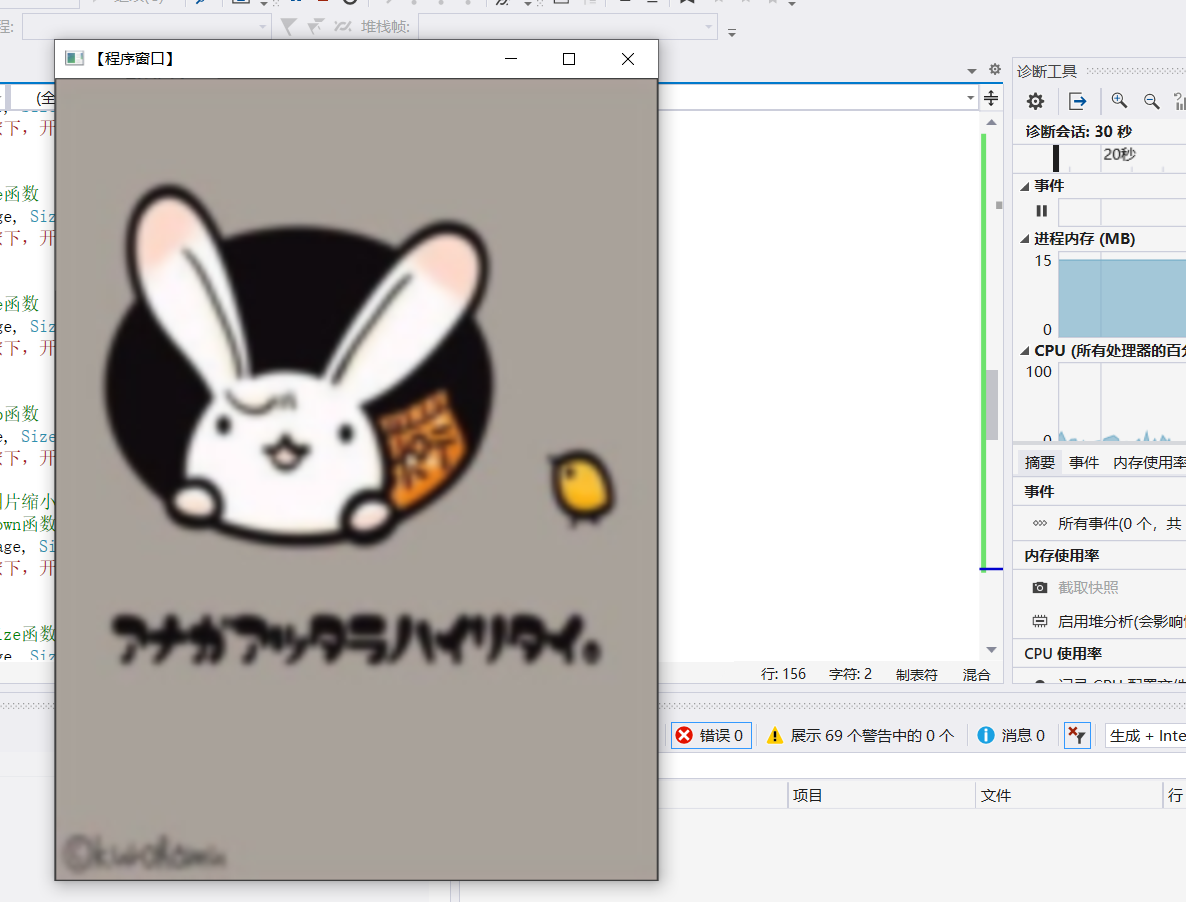 程:
堆栈帧:
【程序窗口】
(全
下，开
e函数
ge, Siz
下，开
e函数
ge, Siz
下，开
o函数
e, Size
下，开
片缩小
own函数
age, Si
下，开
ize函数
ge, Siz
アナガアッタラハイリタイ。
行: 156 字符: 2 制表符 混合
诊断工具
诊断会话: 30 秒
20秒
事件
进程内存 (MB)
15
0
CPU (所有处理器的百分
100
0
摘要 事件 内存使用率
事件
所有事件(0 个，共
内存使用率
截取快照
启用堆分析(会影响
CPU 使用率
错误 0
展示 69 个警告中的 0 个
消息 0
生成 + Inte
项目 文件 行